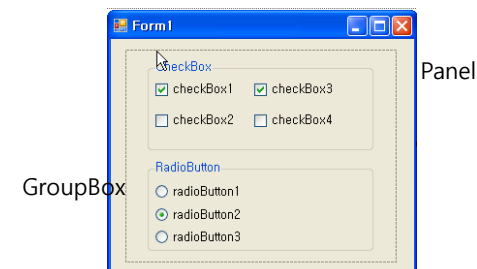 Form1
CheckBox
Panel
checkBox1 checkBox3
checkBox2 checkBox4
RadioButton
GroupBox
radioButton1
radioButton2
radioButton3